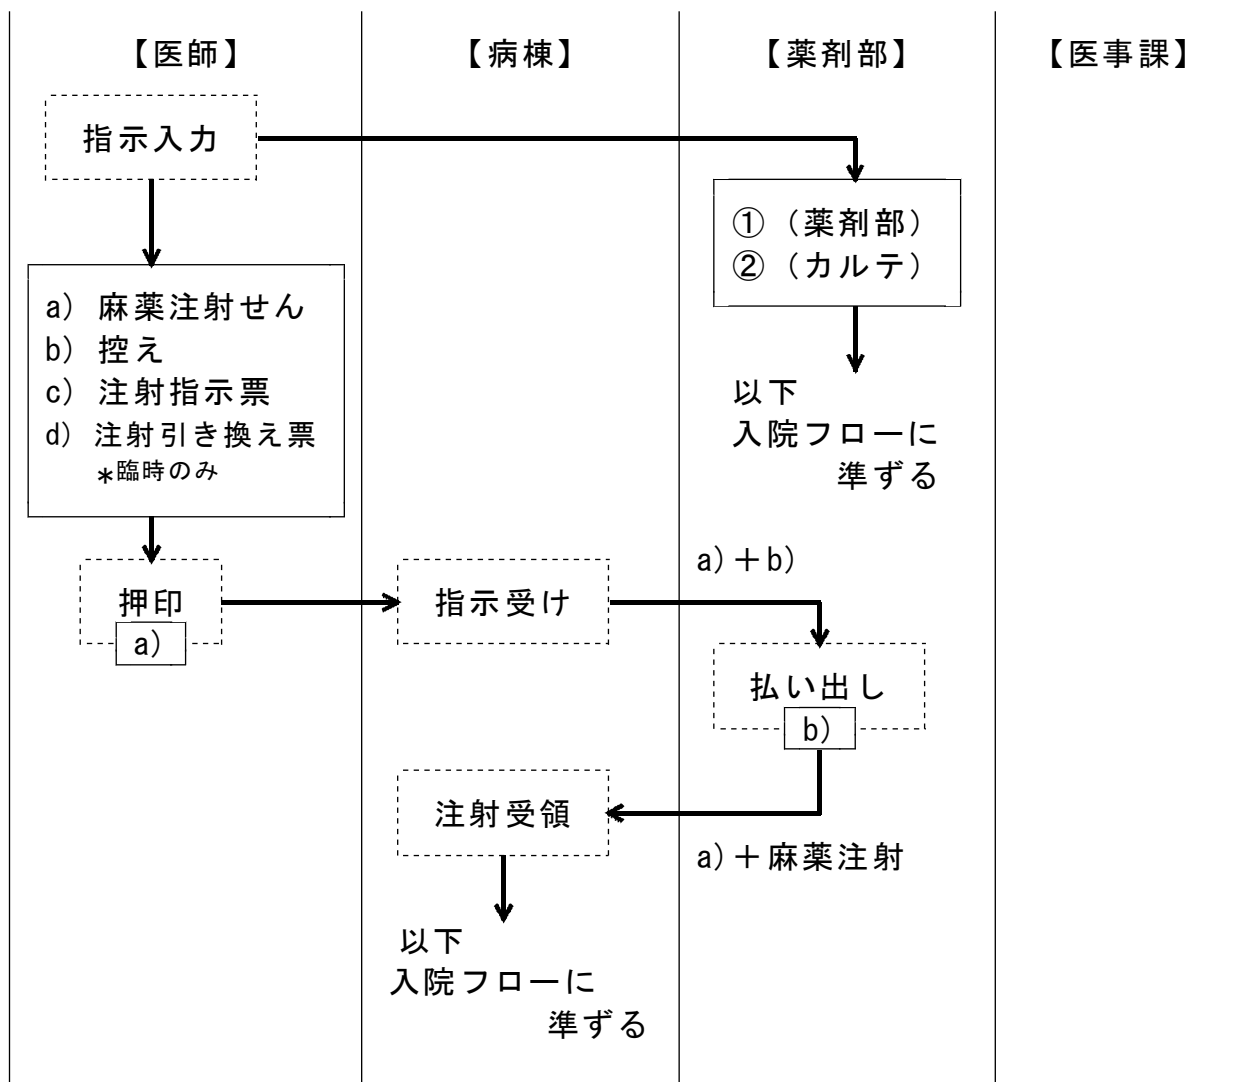 【医師】
【病棟】
【薬剤部】
【医事課】
指示入力
①（薬剤部）
②（カルテ）
a）麻薬注射せん
b）控え
c）注射指示票
d）注射引き換え票
＊臨時のみ
以下
入院フローに
準ずる
押印
a）
指示受け
a）＋b）
払い出し
b）
注射受領
a）＋麻薬注射
以下
入院フローに
準ずる